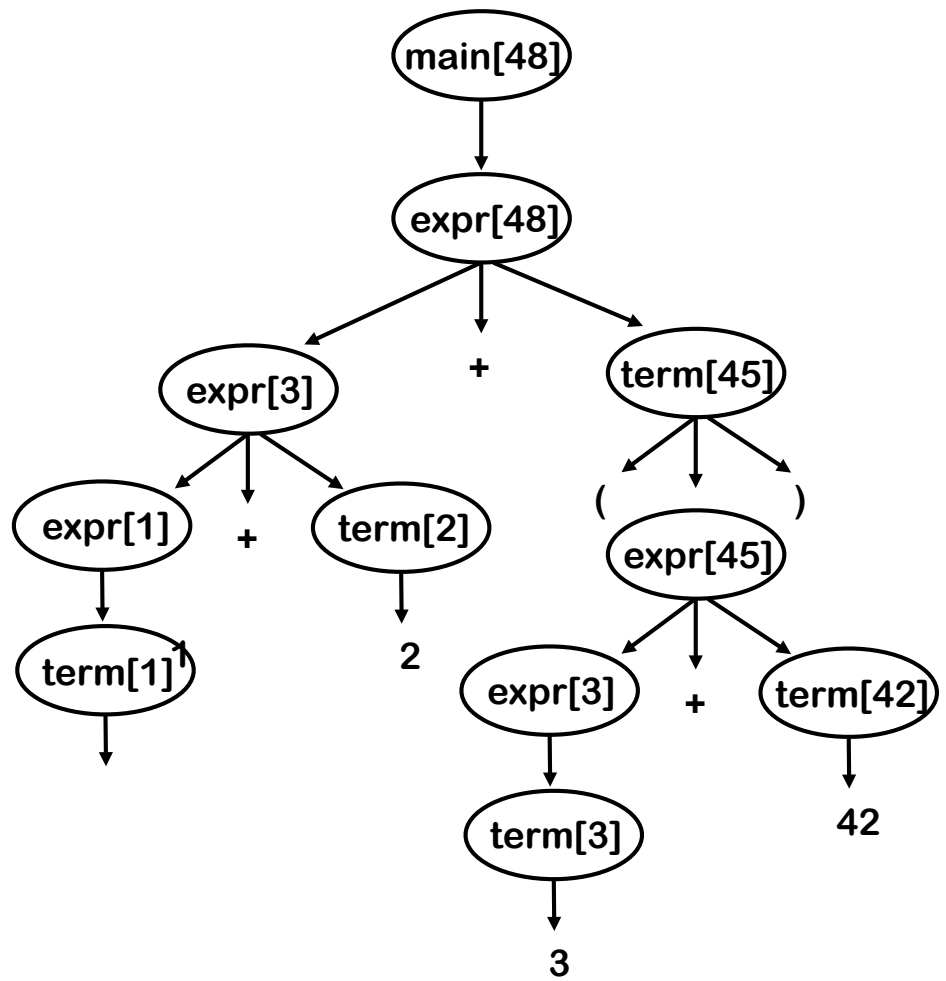 main[48]
expr[48]
expr[3]
+
term[45]
expr[1]
+
term[2]
(
)
expr[45]
term[1]
1
2
expr[3]
+
term[42]
term[3]
42
3